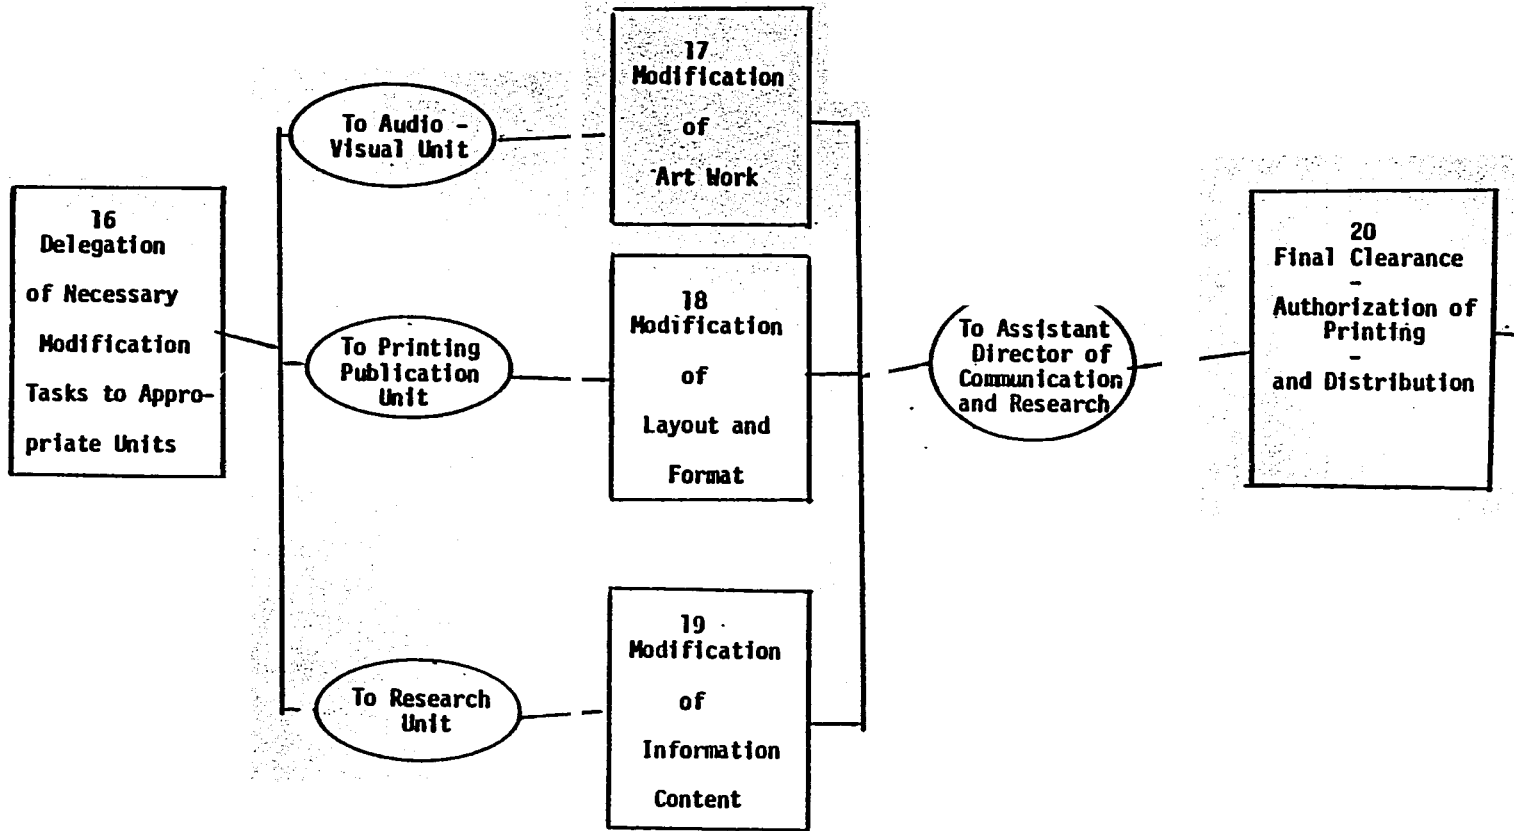 16
Delegation
of Necessary
Modification
Tasks to Appro-
priate Units
To Audio -
Visual Unit
17
Modification
of
Art Work
To Printing
Publication
Unit
18
Modification
of
Layout and
Format
To Research
Unit
19
Modification
of
Information
Content
To Assistant
Director of
Communication
and Research
20
Final Clearance
-
Authorization of
Printing
-
and Distribution